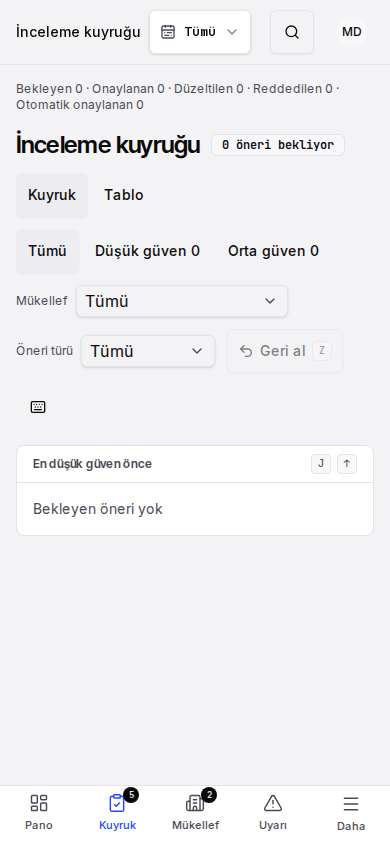 İnceleme kuyruğu Tümü MD
Bekleyen 0 · Onaylanan 0 · Düzeltilen 0 · Reddedilen 0 ·
Otomatik onaylanan 0
İnceleme kuyruğu 0 öneri bekliyor
Kuyruk Tablo
Tümü Düşük güven 0 Orta güven 0
Mükellef Tümü
Öneri türü Tümü Geri al Z
En düşük güven önce J ↑
Bekleyen öneri yok
5 2
Pano Kuyruk Mükellef Uyarı Daha